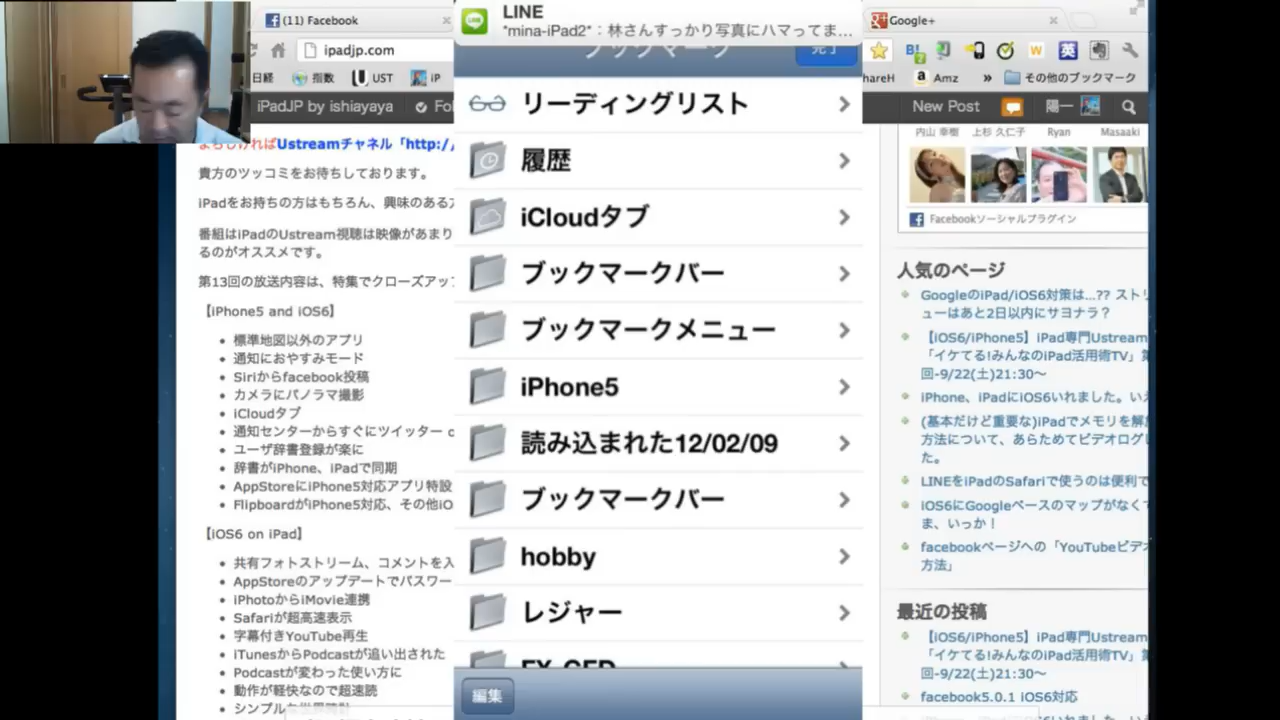 (11) Facebook
ipadjp.com
日経
指数
UST
iP
iPadJP by ishiayaya
Ustreamチャネル「http:/
貴方のツッコミをお待ちしております。
iPadをお持ちの方はもちろん、興味のある
番組はiPadのUstream視聴は映像があまり
るのがオススメです。
第13回の放送内容は、特集でクローズアッ
【iPhone5 and iOS6】
標準地図以外のアプリ
通知におやすみモード
Siriからfacebook投稿
カメラにパノラマ撮影
iCloudタブ
通知センターからすぐにツイッター
ユーザ辞書登録が楽に
辞書がiPhone、iPadで同期
AppStoreにiPhone5対応アプリ特設
FlipboardがiPhone5対応、その他iO
【iOS6 on iPad】
共有フォトストリーム、コメントを入
AppStoreのアップデートでパスワー
iPhotoからiMovie連携
Safariが超高速表示
字幕付きYouTube再生
iTunesからPodcastが追い出された
Podcastが変わった使い方に
動作が軽快なので超速読
LINE
"mina-iPad2"：林さんすっかり写真にハマってま…
ブックマーク
完了
リーディングリスト
履歴
iCloudタブ
ブックマークバー
ブックマークメニュー
iPhone5
読み込まれた12/02/09
ブックマークバー
hobby
レジャー
編集
Google+
B!
2
W
英
hareH
Amz
»
その他のブックマーク
New Post
陽一
内山 幸樹
上杉 久仁子
Ryan
Masaaki
Facebookソーシャルプラグイン
人気のページ
GoogleのiPad/iOS6対策は...?? ストリ
ューはあと2日以内にサヨナラ？
【iOS6/iPhone5】iPad専門Ustream
「イケてる!みんなのiPad活用術TV」第
回-9/22(土)21:30～
iPhone、iPadにiOS6いれました。い
(基本だけど重要な)iPadでメモリを解
方法について、あらためてビデオログ
た。
LINEをiPadのSafariで使うのは便利で
iOS6にGoogleベースのマップがなくて
ま、いっか！
facebookページへの「YouTubeビデオ
方法」
最近の投稿
【iOS6/iPhone5】iPad専門Ustream
「イケてる!みんなのiPad活用術TV」第
回-9/22(土)21:30～
facebook5.0.1 iOS6対応